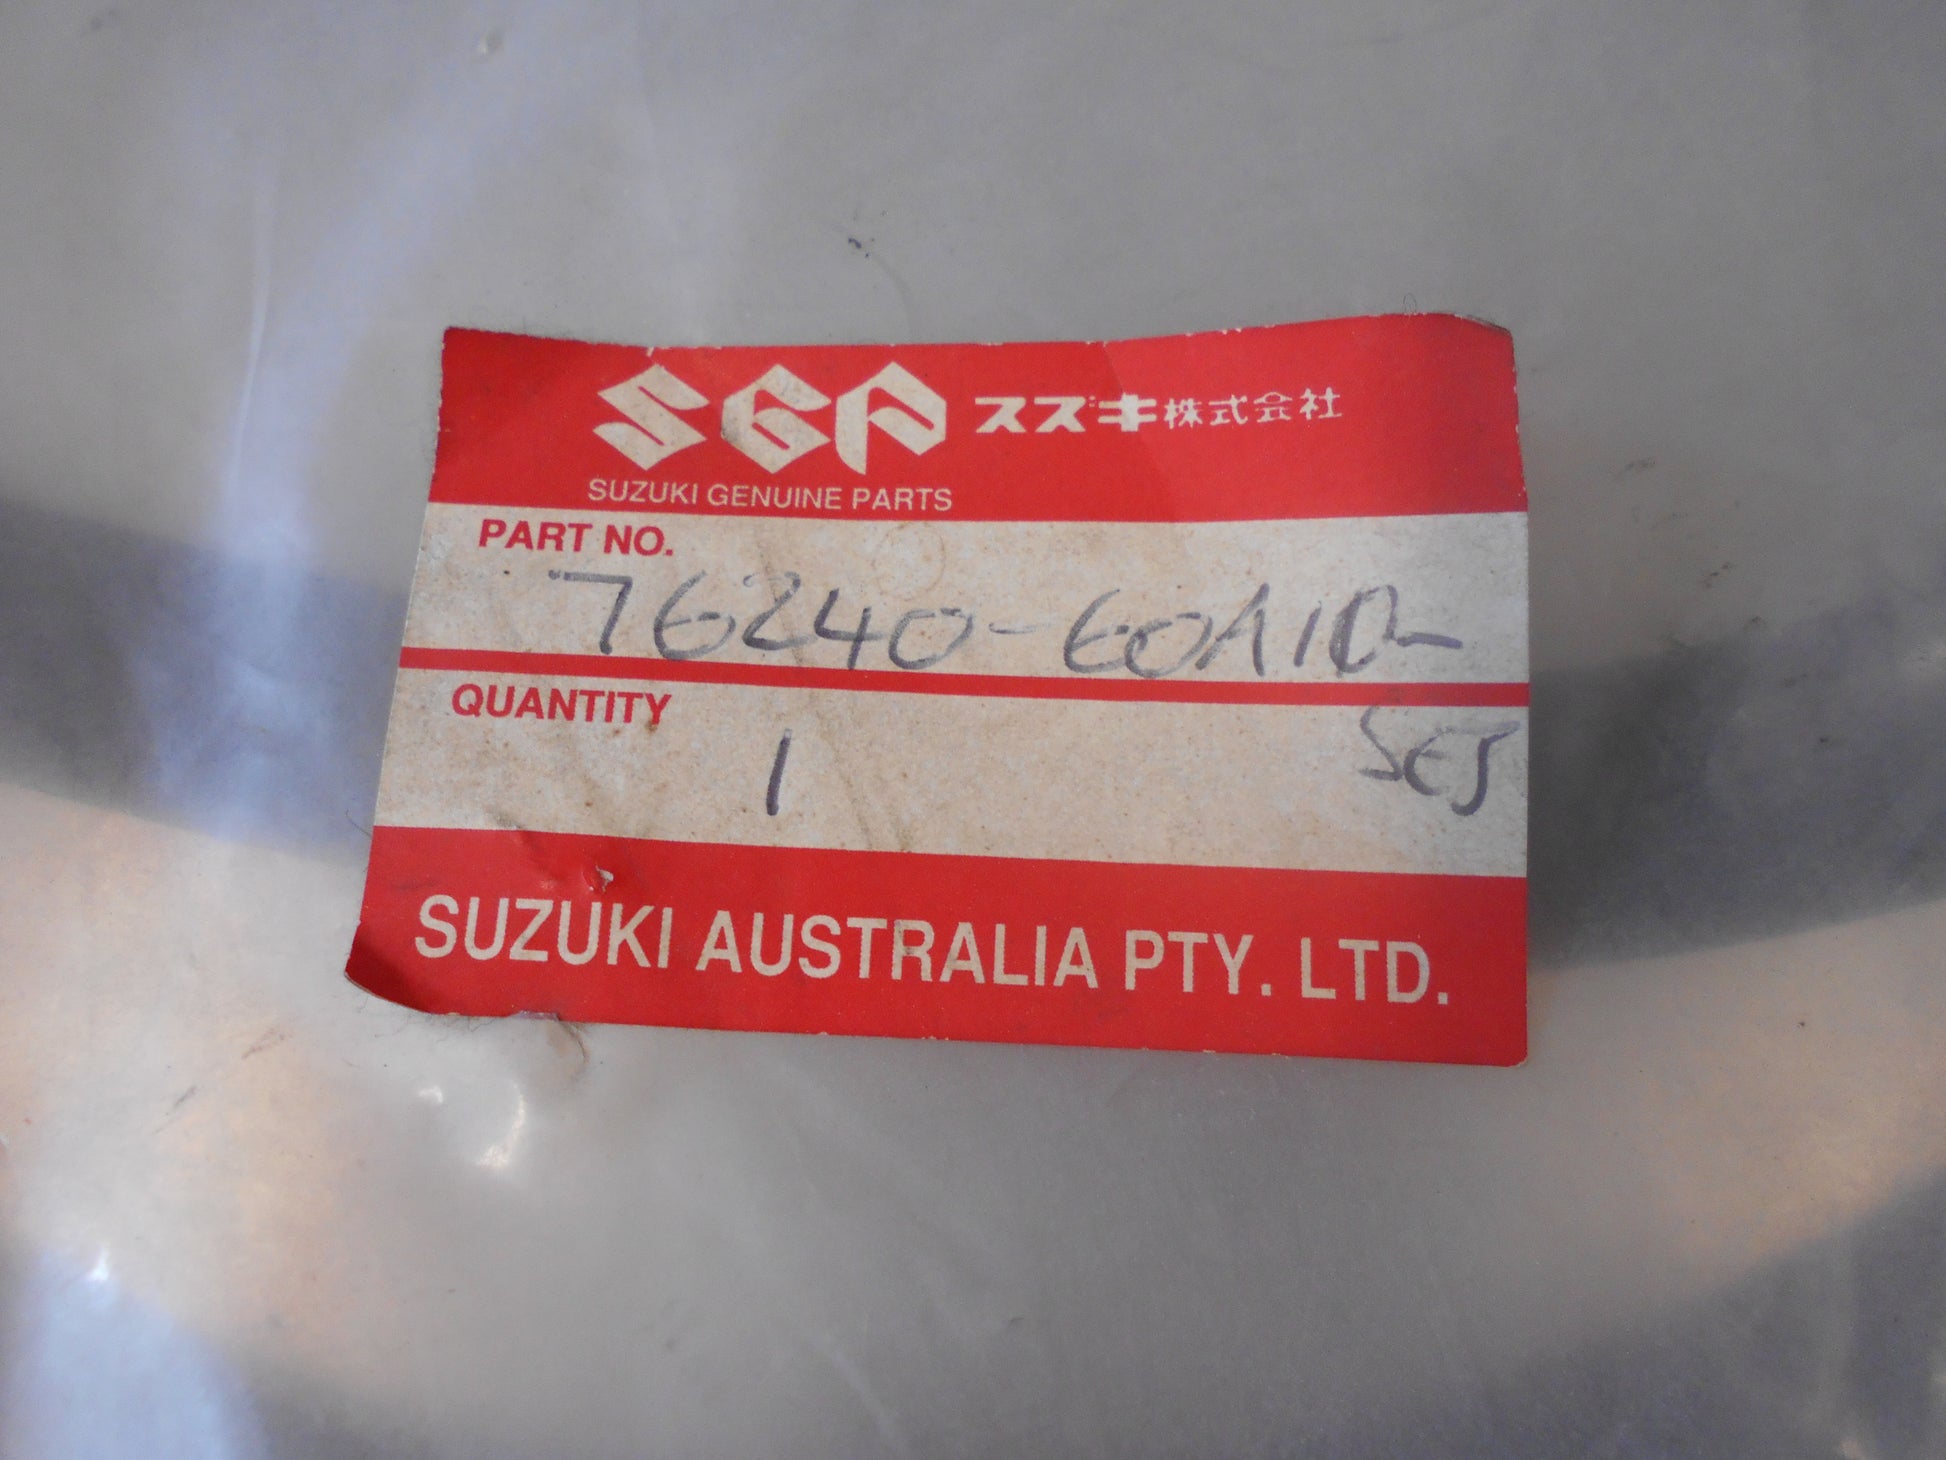 SGP スズキ株式会社
SUZUKI GENUINE PARTS
PART NO.
76240-60A10-
5ES
QUANTITY
1
SUZUKI AUSTRALIA PTY. LTD.